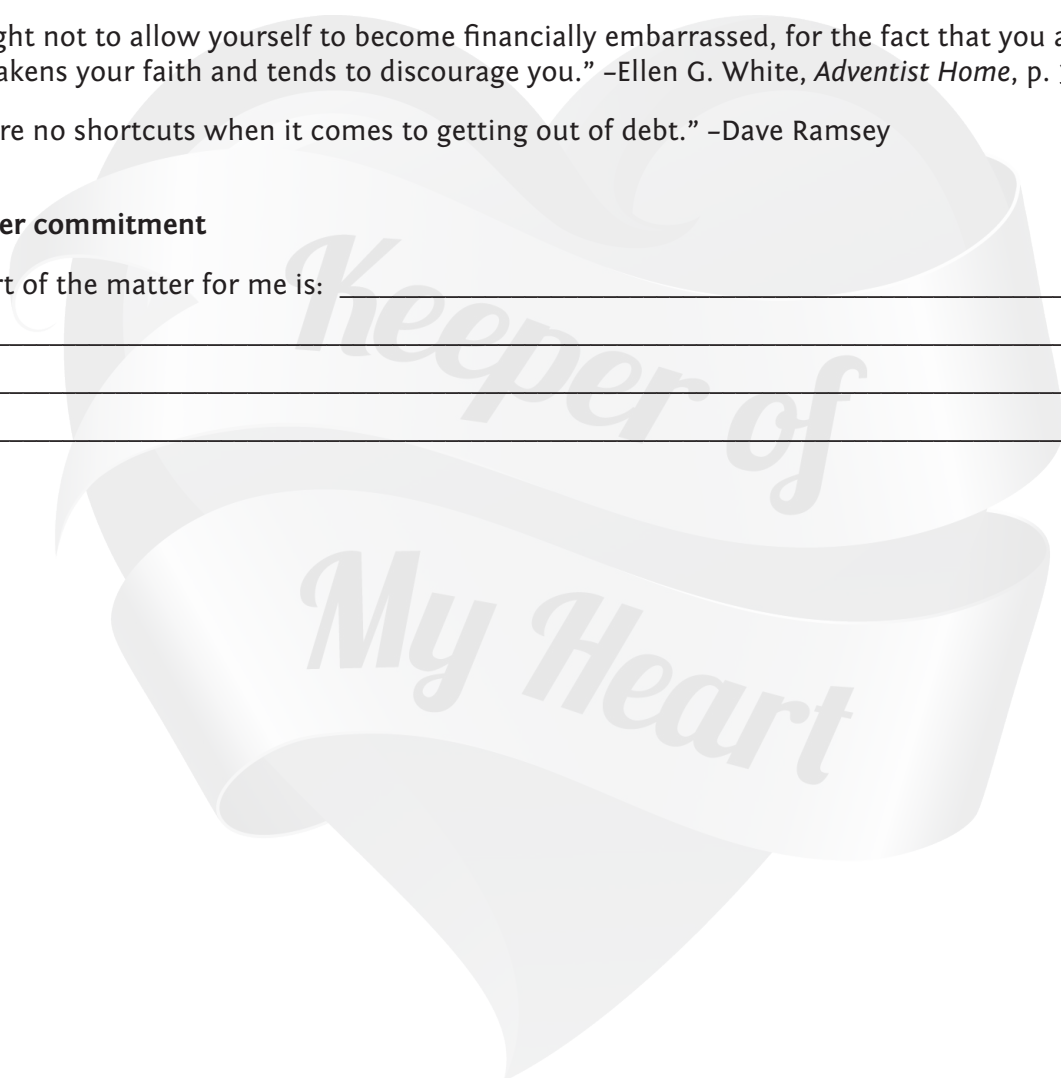 ght not to allow yourself to become financially embarrassed, for the fact that you a
akens your faith and tends to discourage you.” –Ellen G. White, Adventist Home, p.
re no shortcuts when it comes to getting out of debt.” –Dave Ramsey
er commitment
rt of the matter for me is:
Keeper of
My Heart